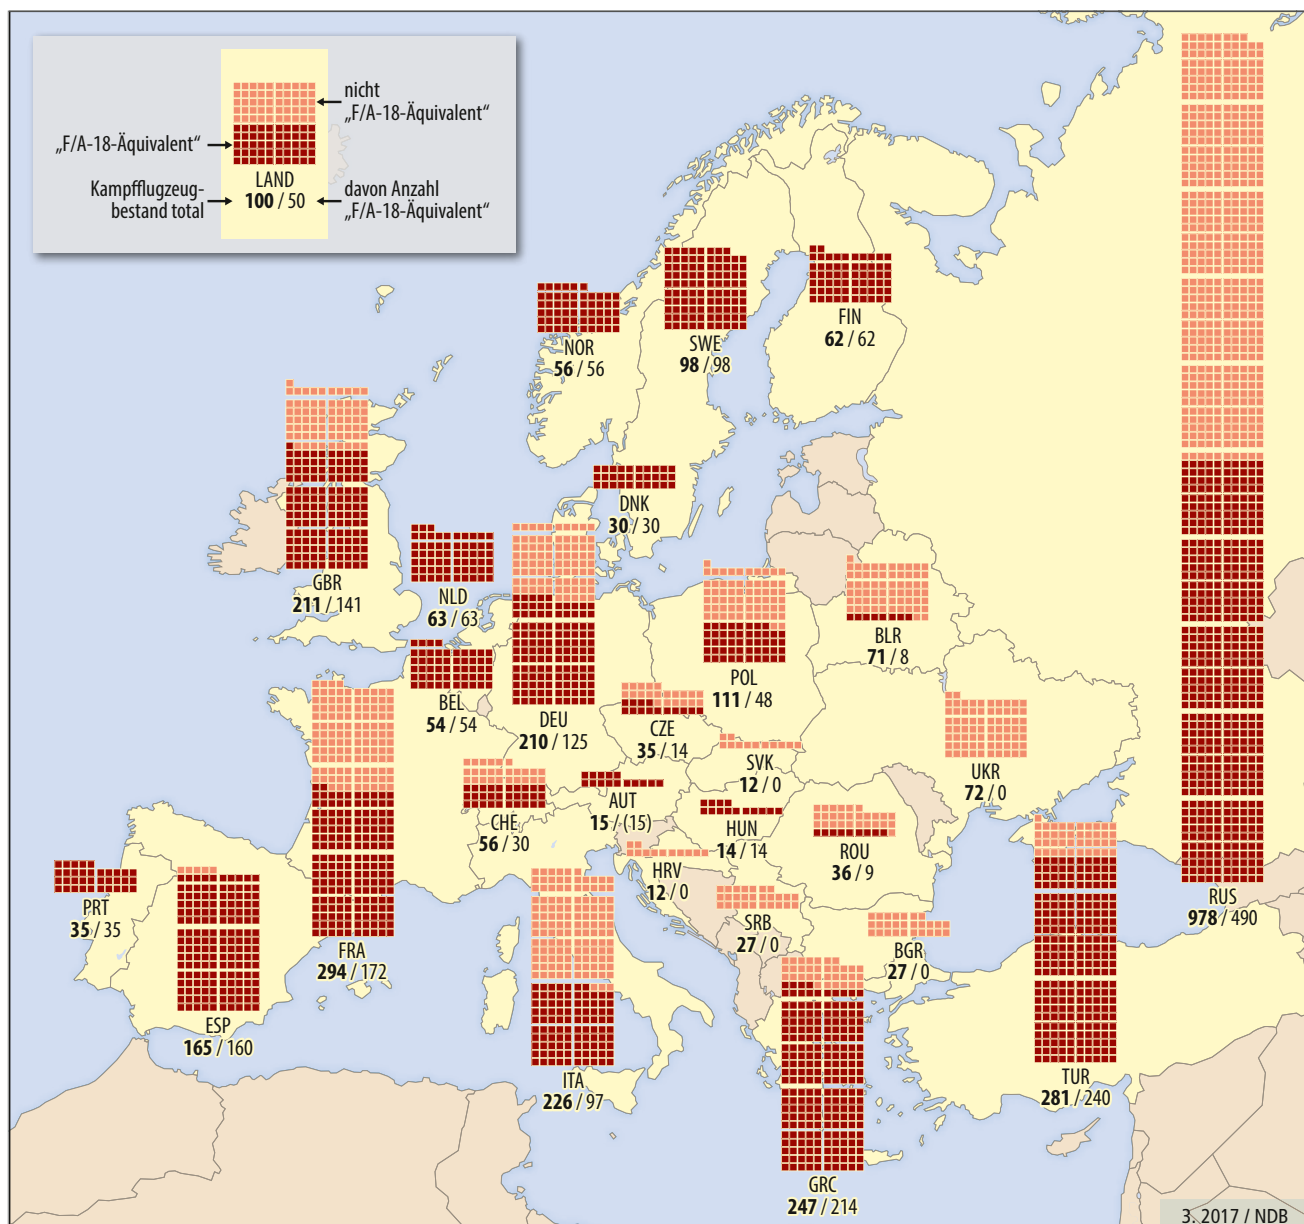 nicht
„F/A-18-Äquivalent“
„F/A-18-Äquivalent“
LAND
100 / 50
Kampfflugzeug-
bestand total
davon Anzahl
„F/A-18-Äquivalent“
NOR
56 / 56
SWE
98 / 98
FIN
62 / 62
DNK
30 / 30
GBR
211 / 141
NLD
63 / 63
BEL
54 / 54
DEU
210 / 125
POL
111 / 48
BLR
71 / 8
CZE
35 / 14
SVK
12 / 0
UKR
72 / 0
CHE
56 / 30
AUT
15 / (15)
HUN
14 / 14
ROU
36 / 9
HRV
12 / 0
SRB
27 / 0
BGR
27 / 0
RUS
978 / 490
PRT
35 / 35
ESP
165 / 160
FRA
294 / 172
ITA
226 / 97
GRC
247 / 214
TUR
281 / 240
3. 2017 / NDB